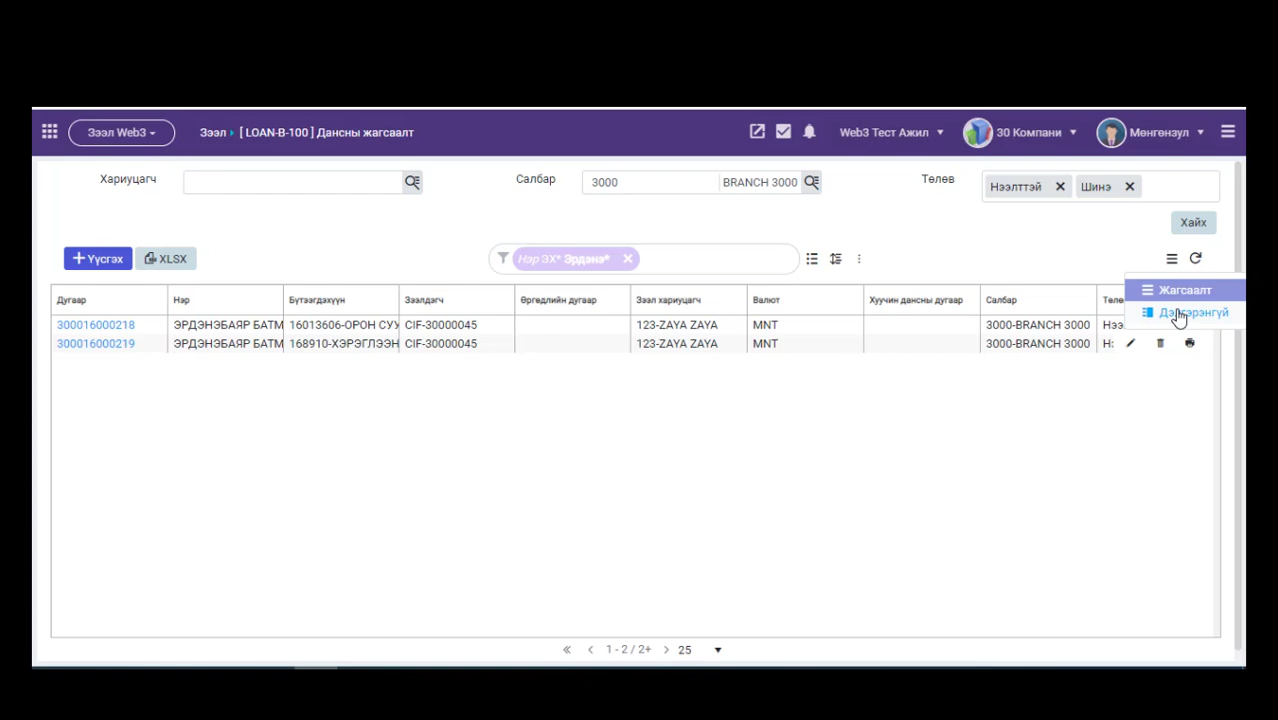 Зээл Web3
Зээл
[ LOAN-B-100 ] Дансны жагсаалт
Web3 Тест Ажил
30 Компани
Мөнгөнзул
Хариуцагч
Салбар
3000
BRANCH 3000
Төлөв
Нээлттэй
Шинэ
Хайх
Үүсгэх
XLSX
Нэр ЭХ* Эрдэнэ*
Жагсаалт
Дэлгэрэнгүй
Дугаар Нэр Бүтээгдэхүүн Зээлдэгч Өргөдлийн дугаар Зээл хариуцагч Валют Хуучин дансны дугаар Салбар
300016000218 ЭРДЭНЭБАЯР БАТМ 16013606-ОРОН СУУ CIF-30000045 123-ZAYA ZAYA MNT 3000-BRANCH 3000
300016000219 ЭРДЭНЭБАЯР БАТМ 168910-ХЭРЭГЛЭЭН CIF-30000045 123-ZAYA ZAYA MNT 3000-BRANCH 3000
1 - 2 / 2+
25